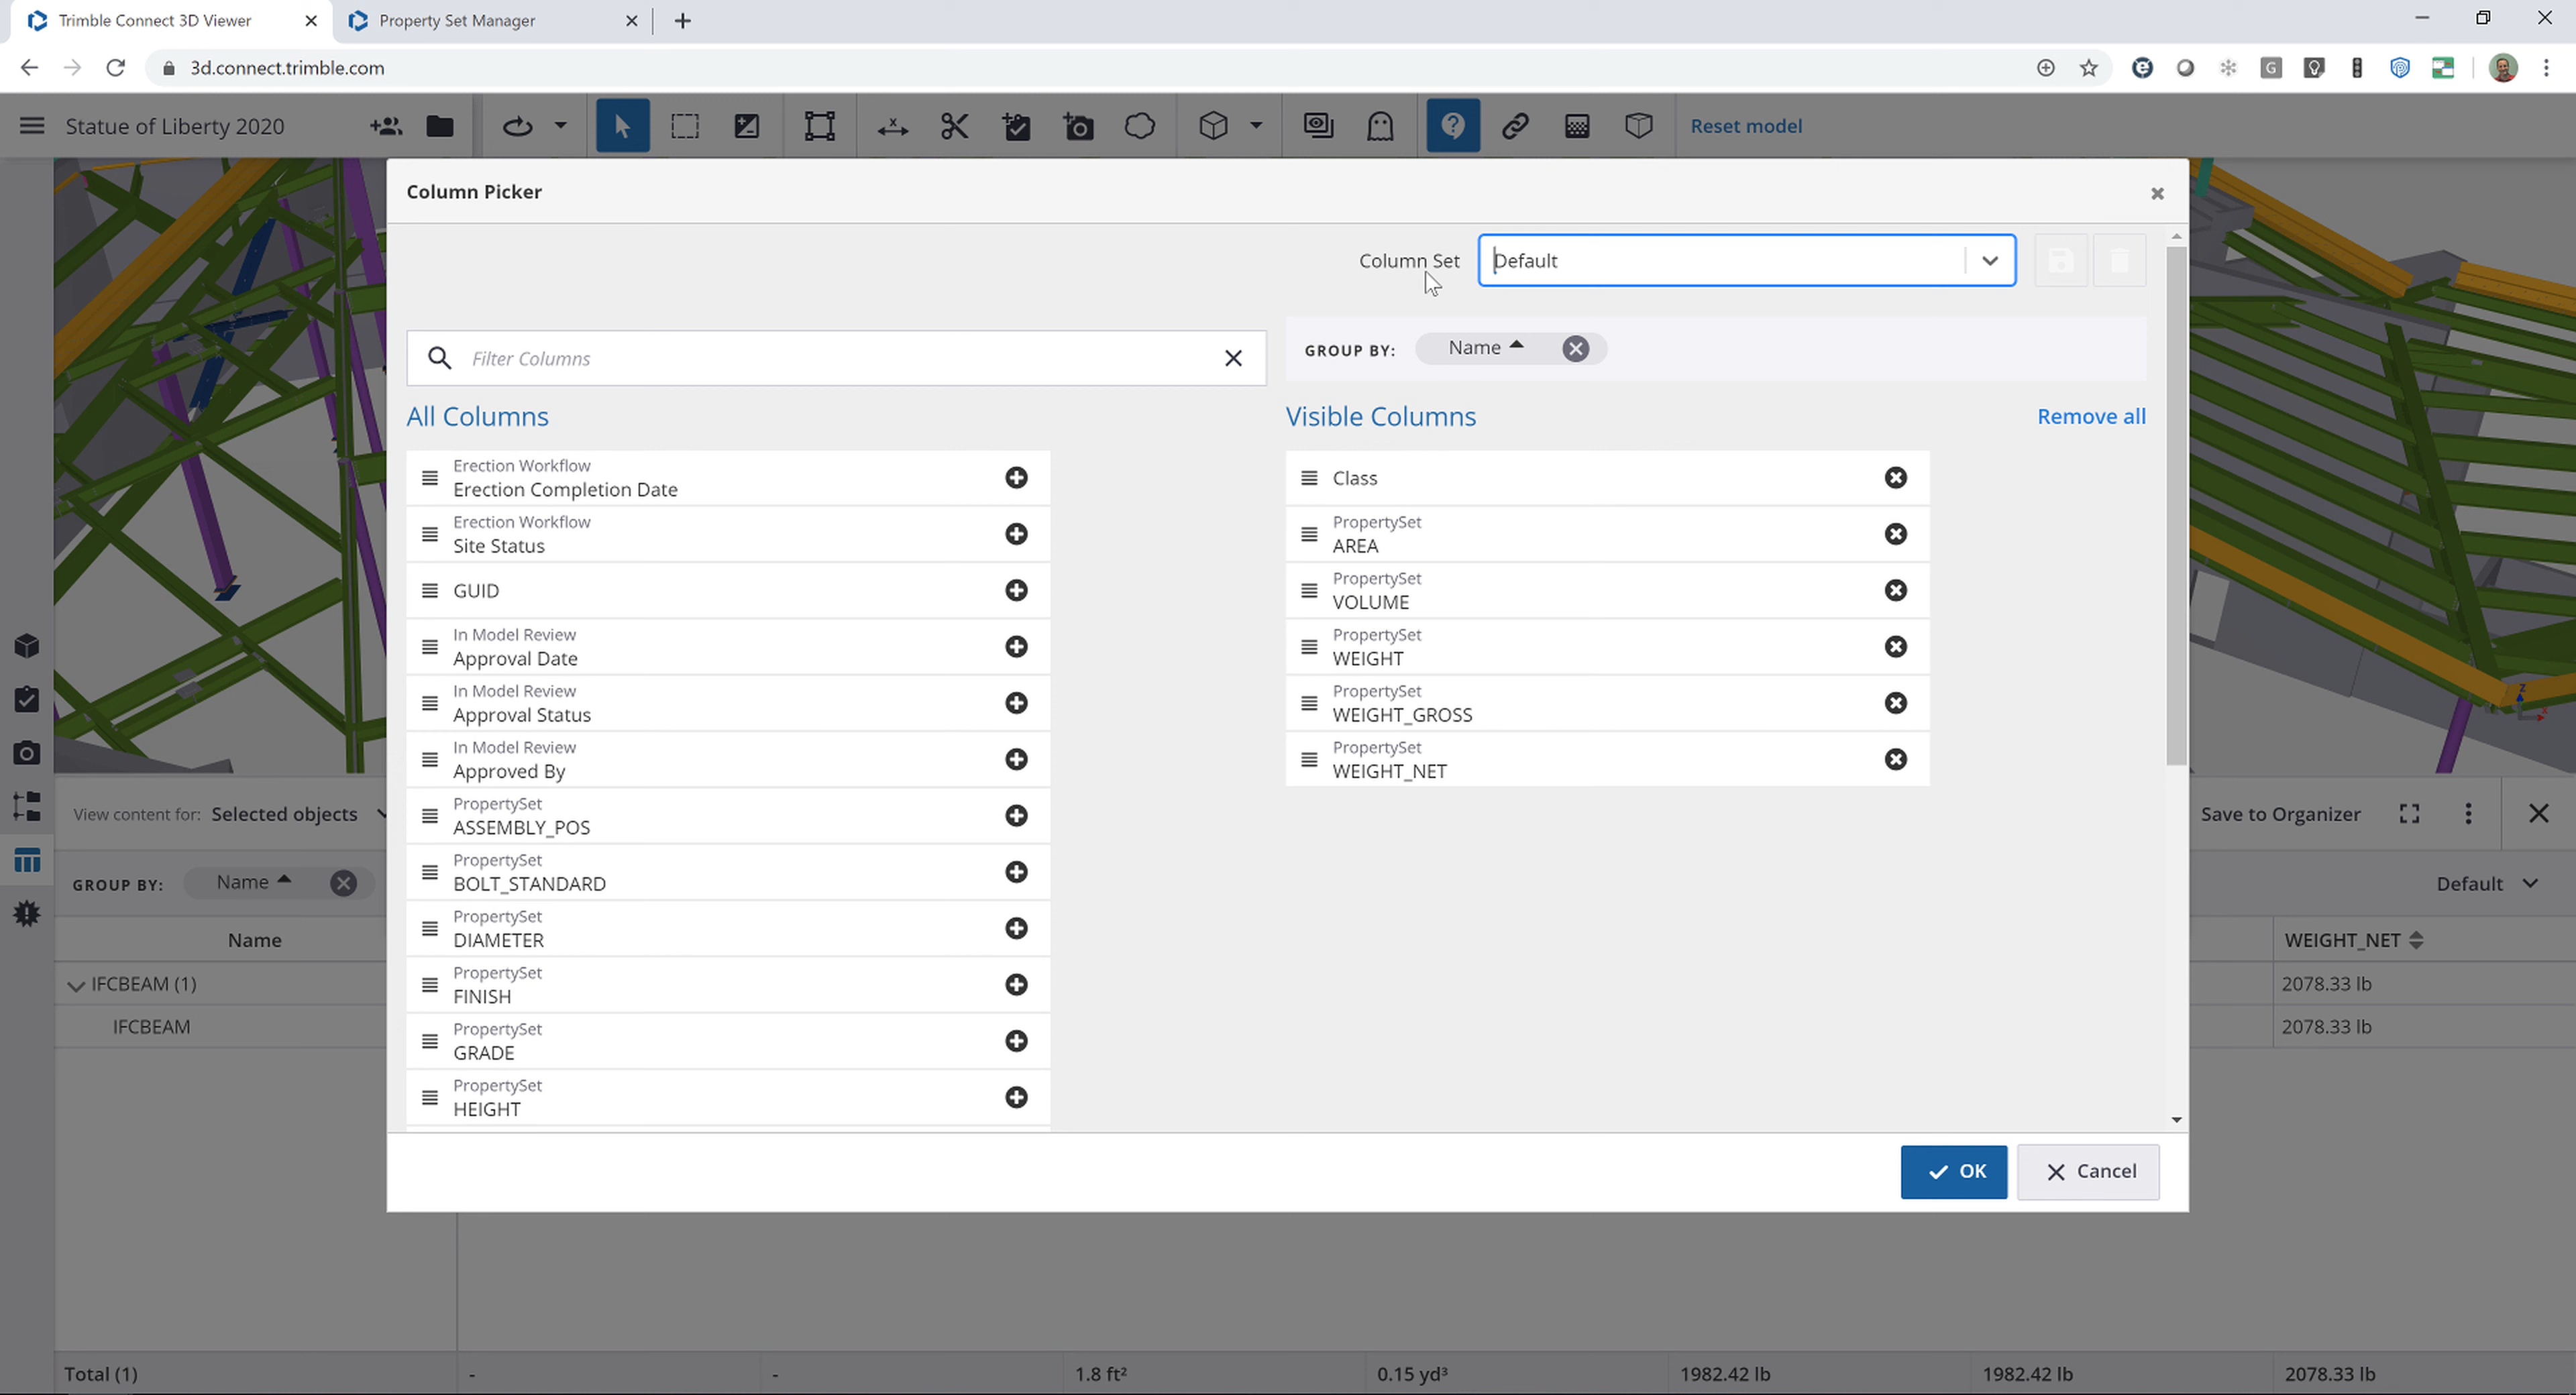 Trimble Connect 3D Viewer
Property Set Manager
3d.connect.trimble.com
G
Statue of Liberty 2020
Reset model
Column Picker
Column Set
Default
Filter Columns
GROUP BY: Name
All Columns
Visible Columns
Remove all
Erection Workflow
Erection Completion Date
Erection Workflow
Site Status
GUID
In Model Review
Approval Date
In Model Review
Approval Status
In Model Review
Approved By
PropertySet
ASSEMBLY_POS
PropertySet
BOLT_STANDARD
PropertySet
DIAMETER
PropertySet
FINISH
PropertySet
GRADE
PropertySet
HEIGHT
Class
PropertySet
AREA
PropertySet
VOLUME
PropertySet
WEIGHT
PropertySet
WEIGHT_GROSS
PropertySet
WEIGHT_NET
OK
Cancel
z
x
View content for: Selected objects
Save to Organizer
GROUP BY: Name
Default
Name
WEIGHT_NET
IFCBEAM (1)
2078.33 lb
IFCBEAM
2078.33 lb
Total (1) - - 1.8 ft² 0.15 yd³ 1982.42 lb 1982.42 lb 2078.33 lb